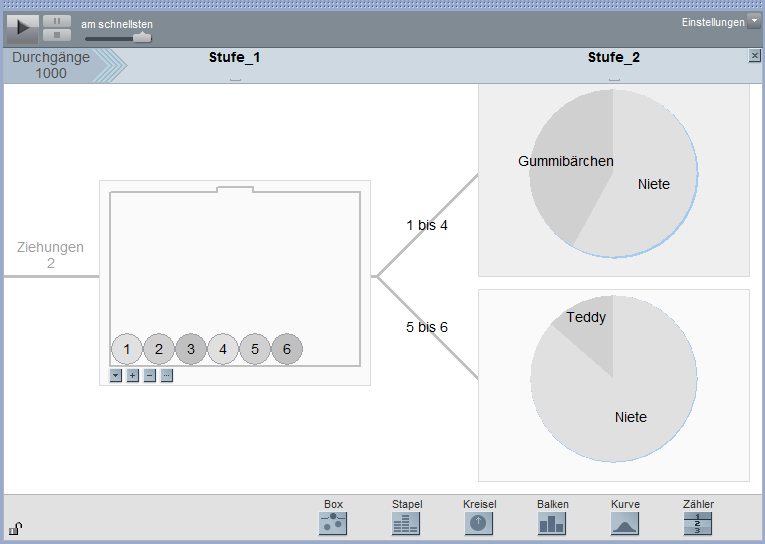 am schnellsten
Einstellungen
Durchgänge
1000
Stufe_1
Stufe_2
Ziehungen
2
1 2 3 4 5 6
1 bis 4
5 bis 6
Gummibärchen
Niete
Teddy
Niete
Box
Stapel
Kreisel
Balken
Kurve
Zähler
1
2
3